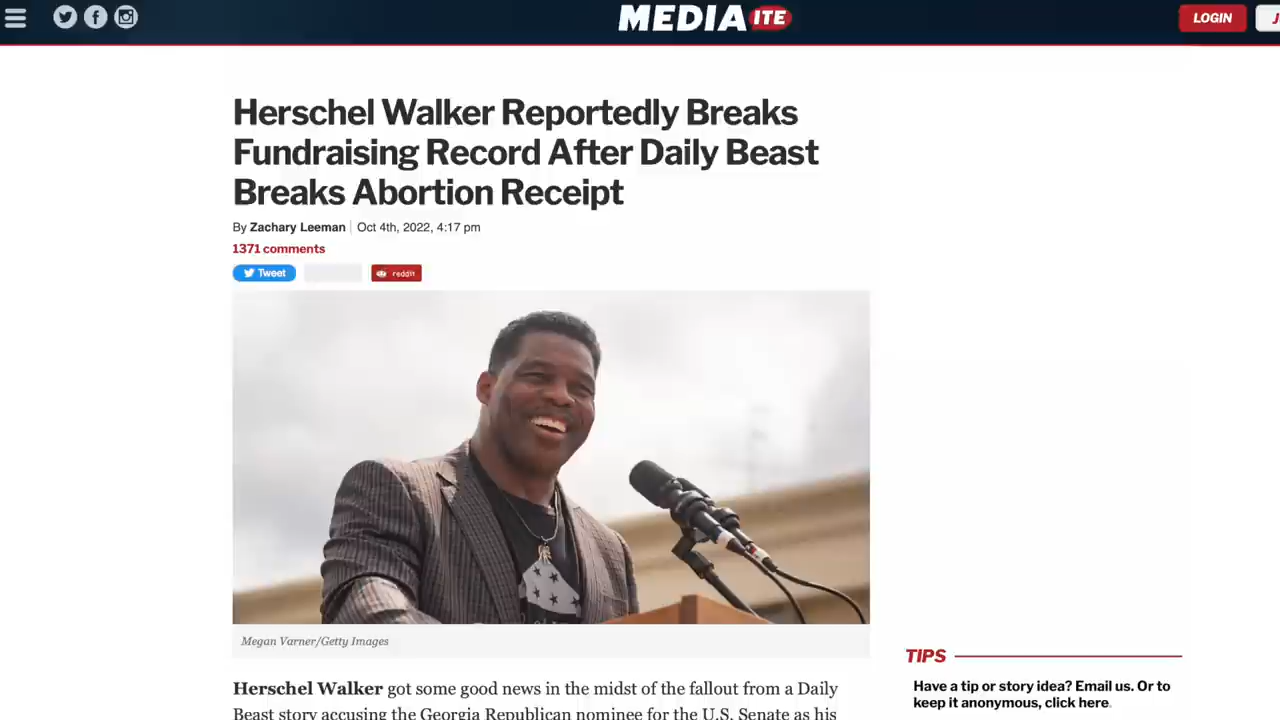 MEDIAITE
LOGIN
J
Herschel Walker Reportedly Breaks
Fundraising Record After Daily Beast
Breaks Abortion Receipt
By Zachary Leeman | Oct 4th, 2022, 4:17 pm
1371 comments
Tweet
reddit
Megan Varner/Getty Images
Herschel Walker got some good news in the midst of the fallout from a Daily
Beast story accusing the Georgia Republican nominee for the U.S. Senate as his
TIPS
Have a tip or story idea? Email us. Or to
keep it anonymous, click here.